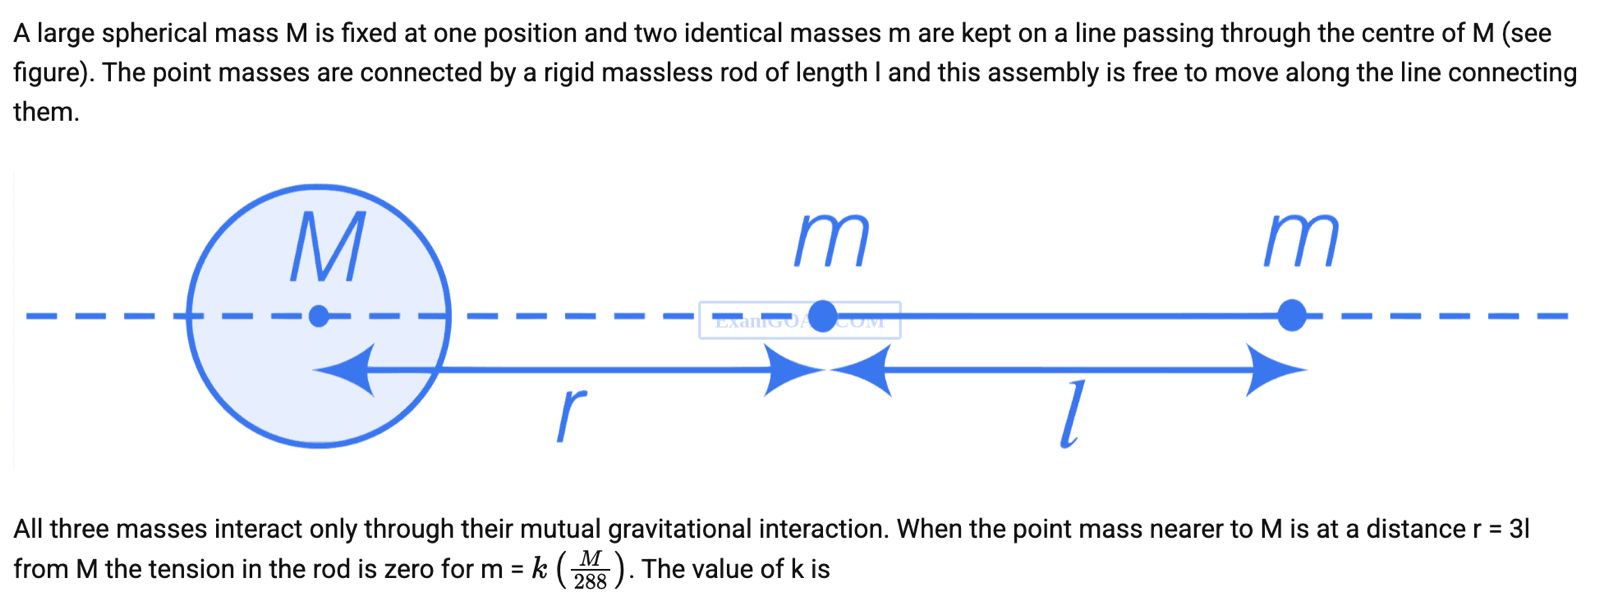 A large spherical mass M is fixed at one position and two identical masses m are kept on a line passing through the centre of M (see
figure). The point masses are connected by a rigid massless rod of length l and this assembly is free to move along the line connecting
them.
M m m
ExamGOAL.COM
r l
All three masses interact only through their mutual gravitational interaction. When the point mass nearer to M is at a distance r = 3l
from M the tension in the rod is zero for m = k (M/288). The value of k is